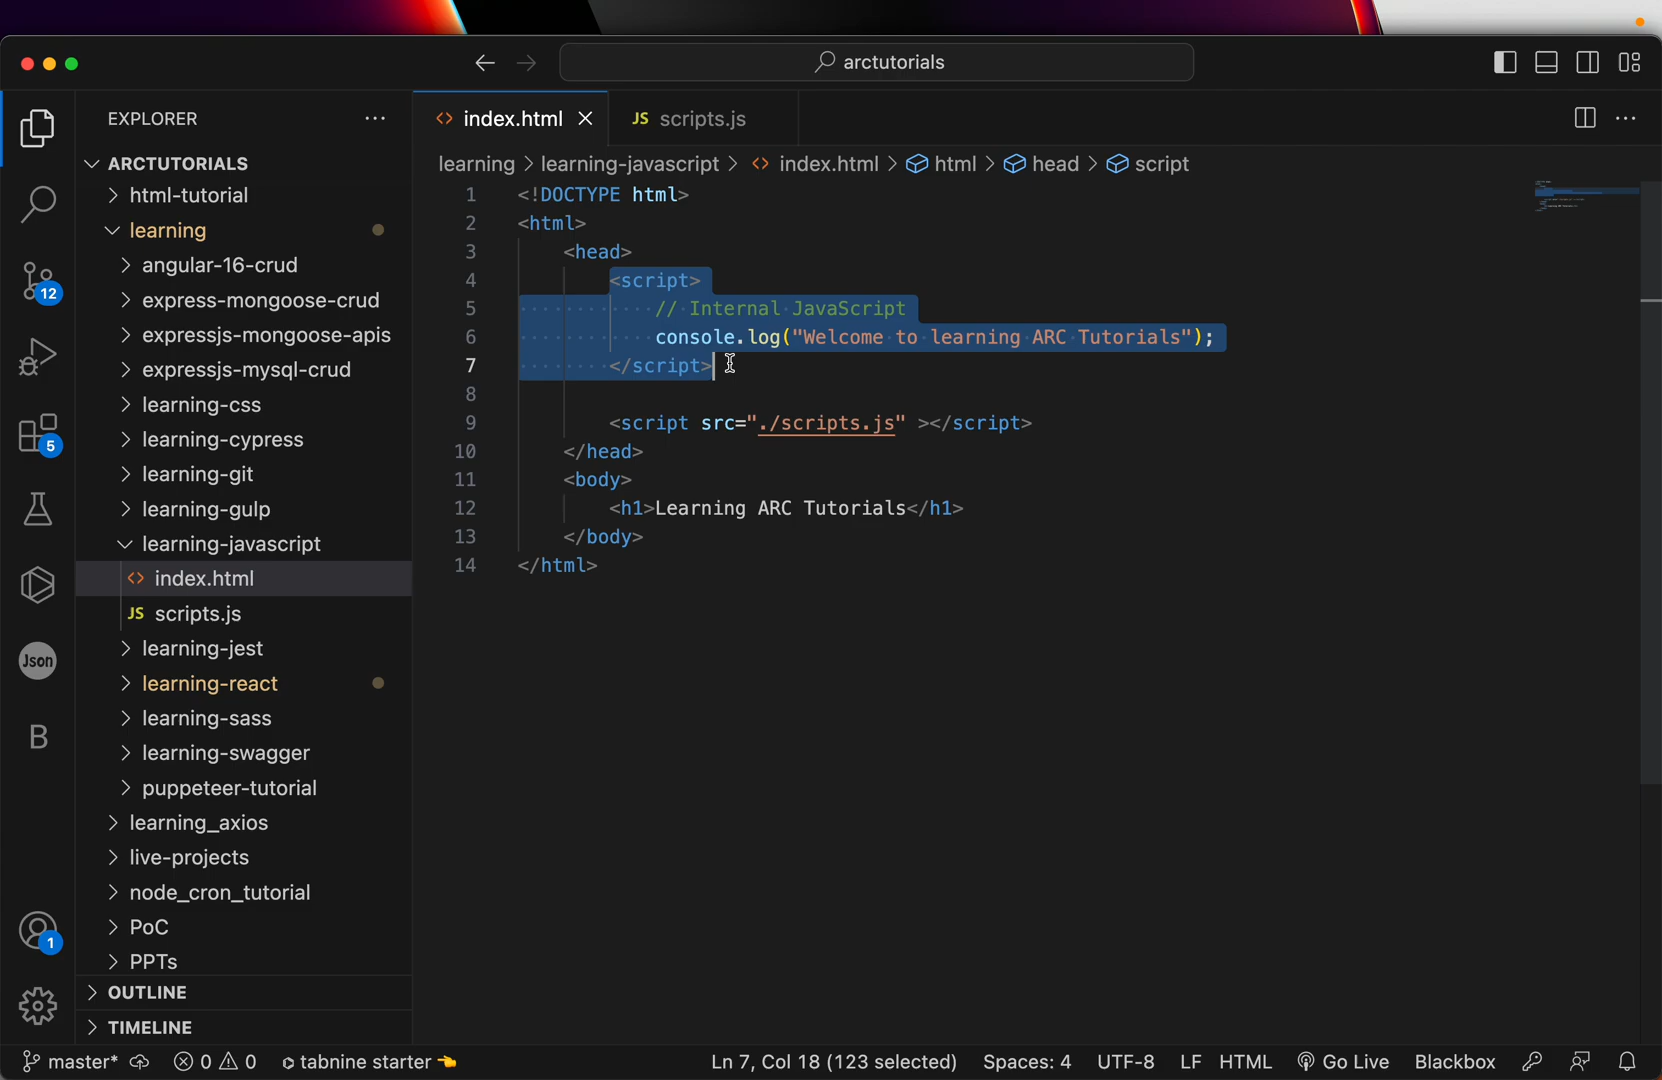 arctutorials
EXPLORER
index.html
JS scripts.js
ARCTUTORIALS
learning > learning-javascript > index.html > html > head > script
html-tutorial
learning
angular-16-crud
express-mongoose-crud
expressjs-mongoose-apis
expressjs-mysql-crud
learning-css
learning-cypress
learning-git
learning-gulp
learning-javascript
index.html
JS scripts.js
learning-jest
learning-react
learning-sass
learning-swagger
puppeteer-tutorial
learning_axios
live-projects
node_cron_tutorial
PoC
PPTs
OUTLINE
TIMELINE
12
5
Json
B
1
1 <!DOCTYPE html>
2 <html>
3 <head>
4 <script>
5 // Internal JavaScript
6 console.log("Welcome to learning ARC Tutorials");
7 </script>
8
9 <script src="./scripts.js" ></script>
10 </head>
11 <body>
12 <h1>Learning ARC Tutorials</h1>
13 </body>
14 </html>
master* 0 0 tabnine starter Ln 7, Col 18 (123 selected) Spaces: 4 UTF-8 LF HTML Go Live Blackbox